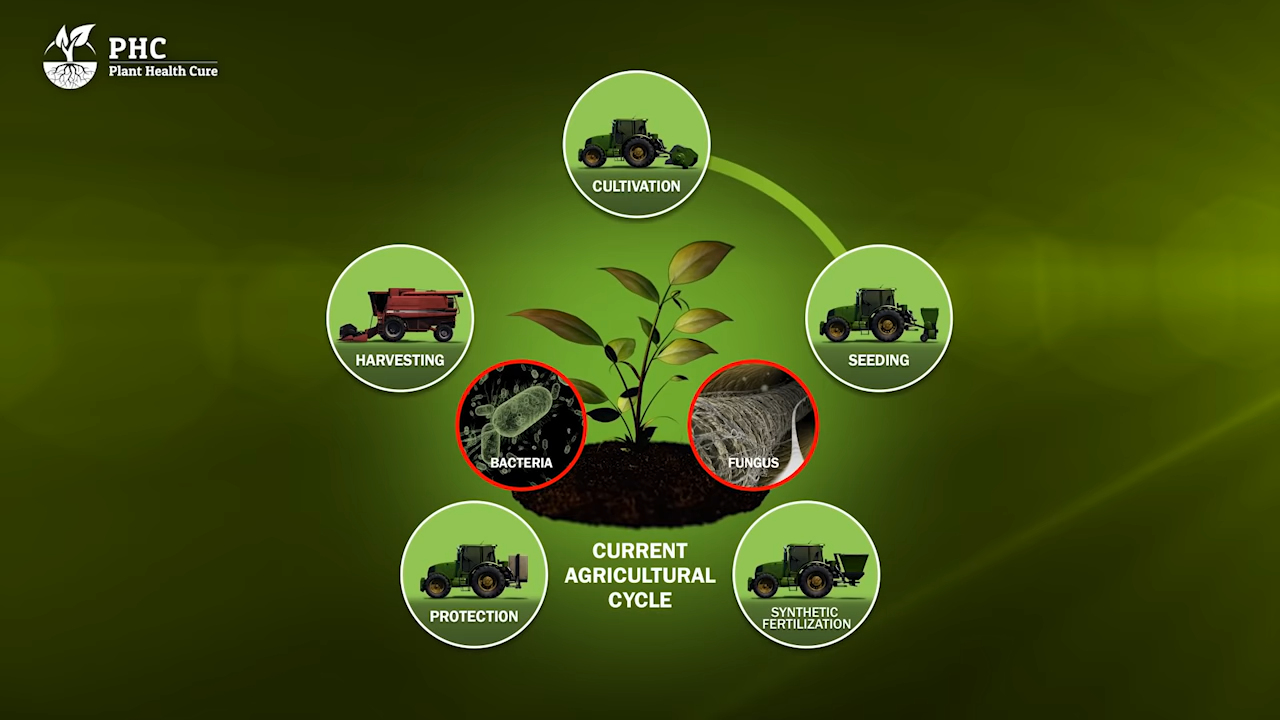 PHC
Plant Health Cure
CULTIVATION
HARVESTING
SEEDING
BACTERIA
FUNGUS
PROTECTION
CURRENT
AGRICULTURAL
CYCLE
SYNTHETIC
FERTILIZATION